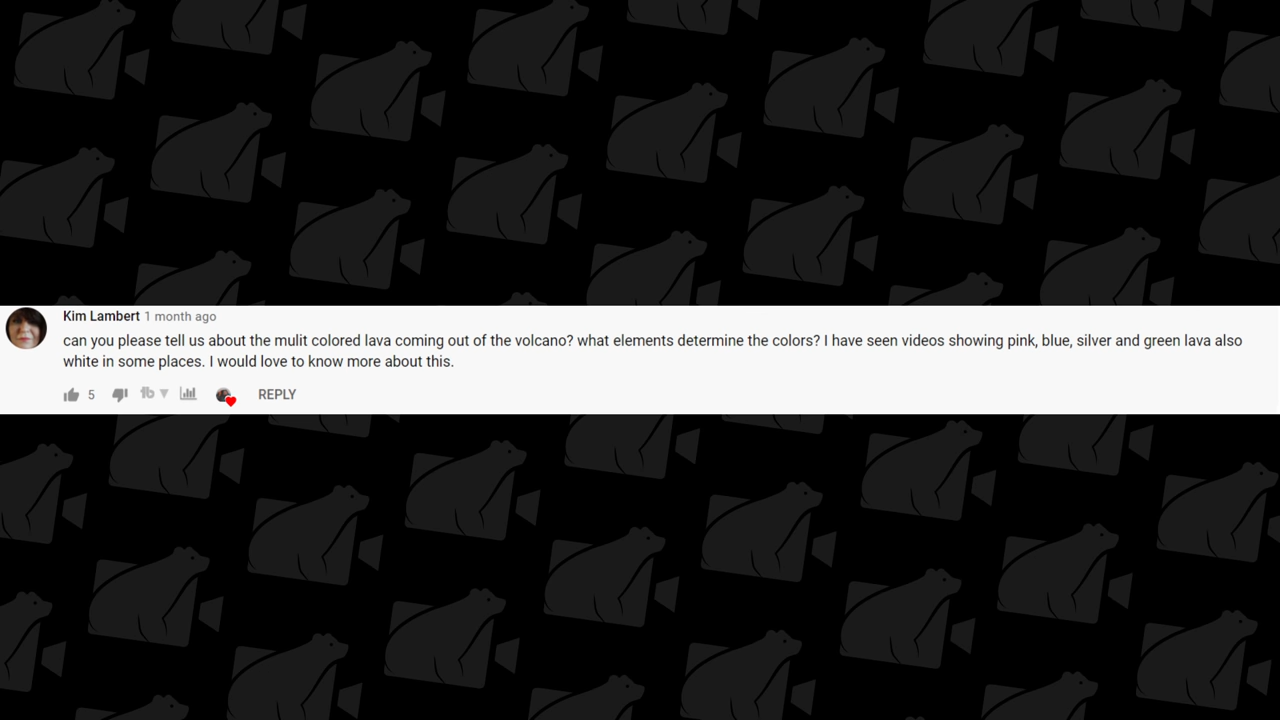 Kim Lambert 1 month ago
can you please tell us about the mulit colored lava coming out of the volcano? what elements determine the colors? I have seen videos showing pink, blue, silver and green lava also
white in some places. I would love to know more about this.
5 tb REPLY